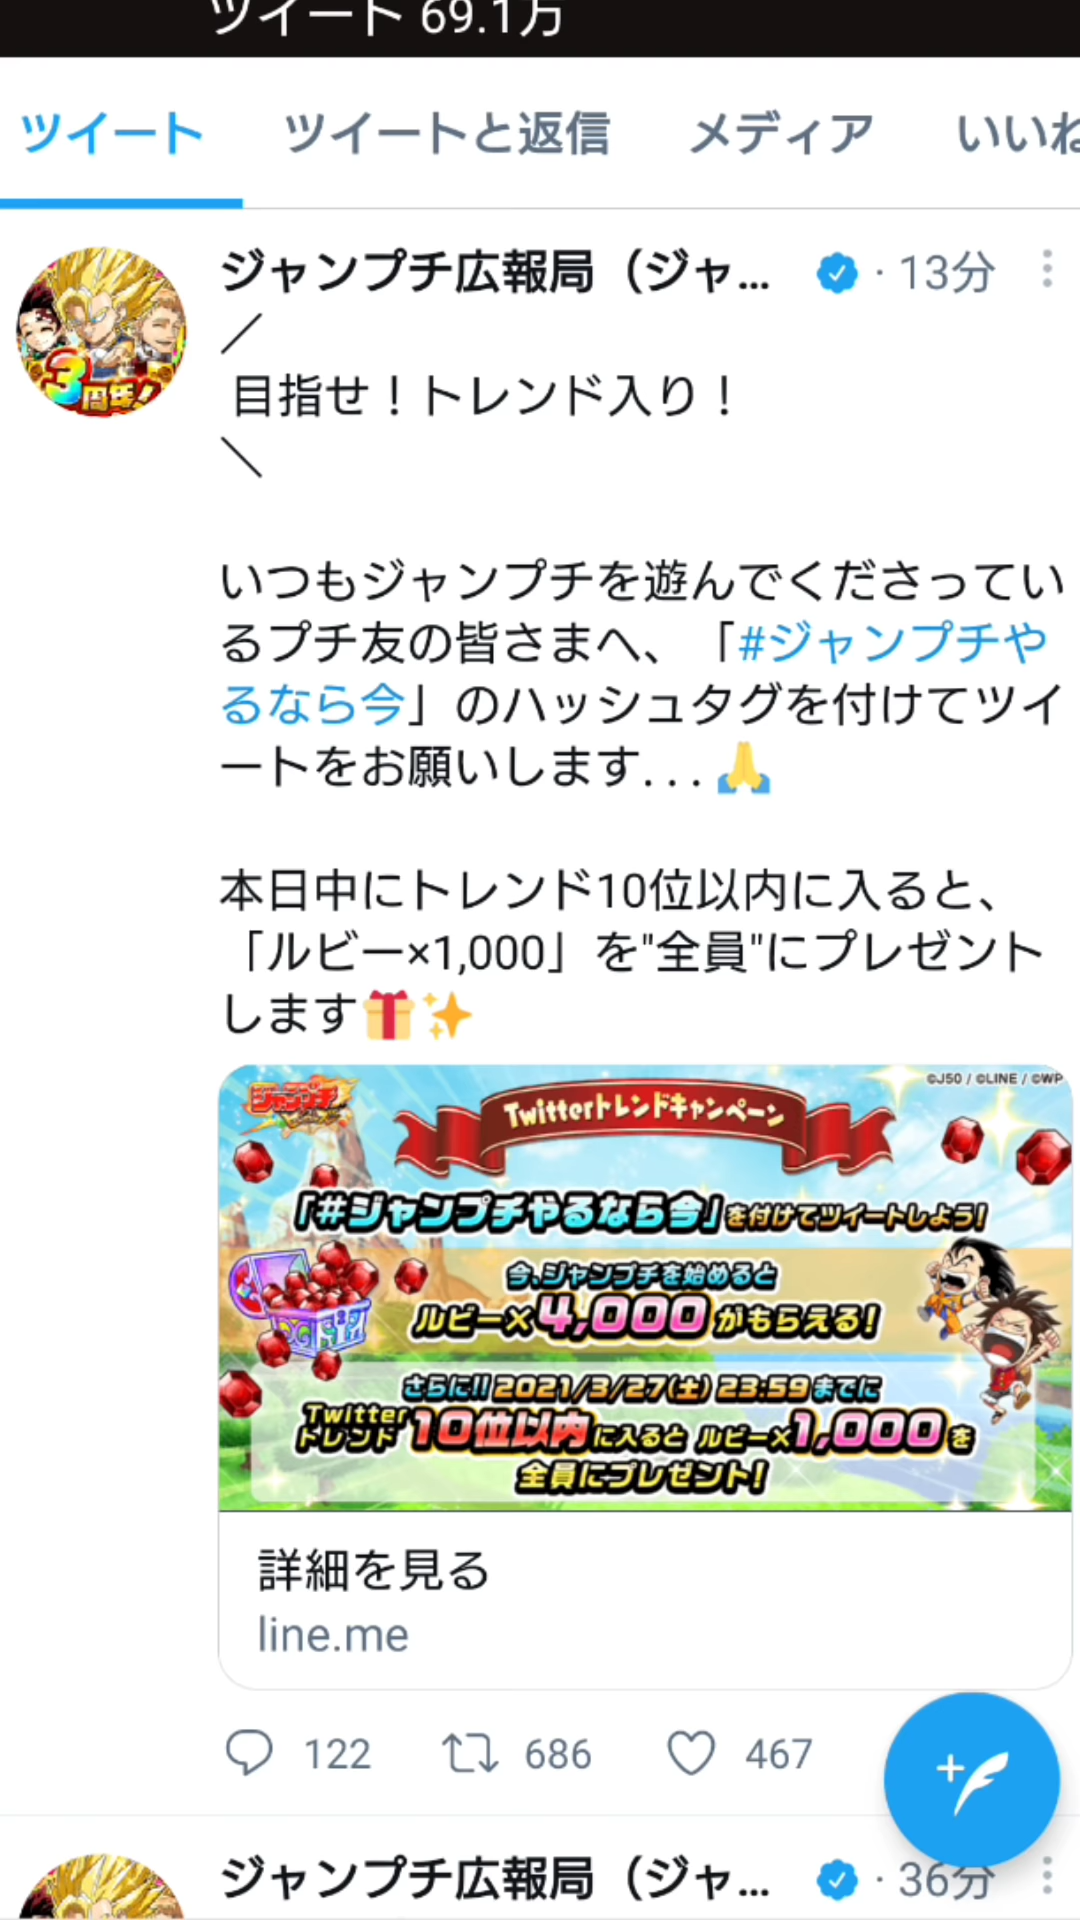 ツイート 69.1万
ツイート ツイートと返信 メディア いいね
ジャンプチ広報局（ジャ... · 13分
／
目指せ！トレンド入り！
＼
いつもジャンプチを遊んでくださってい
るプチ友の皆さまへ、「#ジャンプチや
るなら今」のハッシュタグを付けてツイ
ートをお願いします...🙏
本日中にトレンド10位以内に入ると、
「ルビー×1,000」を"全員"にプレゼント
します🎁✨
3周年!
©J50 / ©LINE / ©WP
ジャンプチ
Twitterトレンドキャンペーン
「#ジャンプチやるなら今」を付けてツイートしよう!
今、ジャンプチを始めると
ルビー×4,000がもらえる!
さらに!!2021/3/27(土)23:59までに
Twitterトレンド10位以内に入るとルビー×1,000を
全員にプレゼント!
詳細を見る
line.me
122 686 467
ジャンプチ広報局（ジャ... · 36分